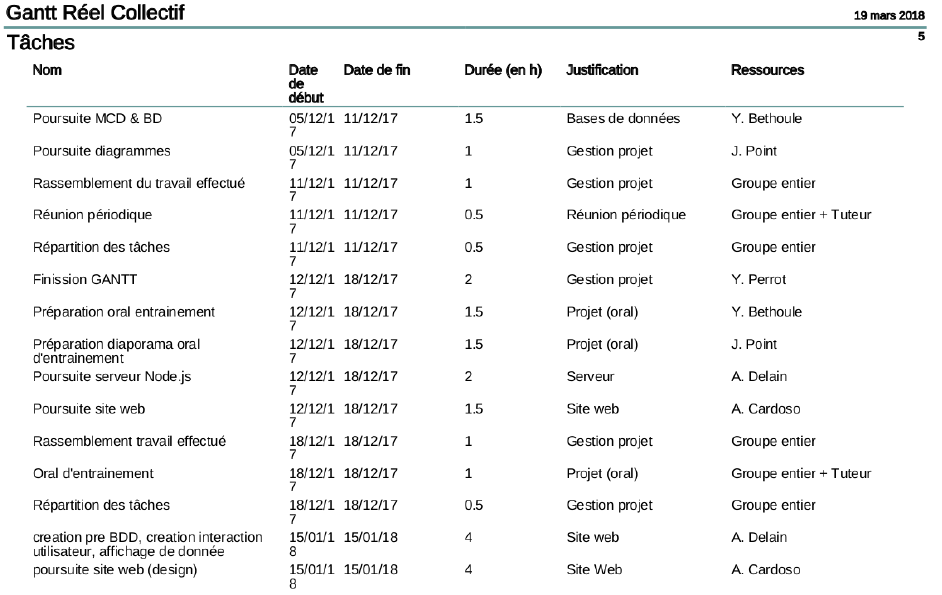 Gantt Réel Collectif
19 mars 2018
Tâches
5
Nom Date de début Date de fin Durée (en h) Justification Ressources
Poursuite MCD & BD 05/12/17 11/12/17 1.5 Bases de données Y. Bethoule
Poursuite diagrammes 05/12/17 11/12/17 1 Gestion projet J. Point
Rassemblement du travail effectué 11/12/17 11/12/17 1 Gestion projet Groupe entier
Réunion périodique 11/12/17 11/12/17 0.5 Réunion périodique Groupe entier + Tuteur
Répartition des tâches 11/12/17 11/12/17 0.5 Gestion projet Groupe entier
Finission GANTT 12/12/17 18/12/17 2 Gestion projet Y. Perrot
Préparation oral entrainement 12/12/17 18/12/17 1.5 Projet (oral) Y. Bethoule
Préparation diaporama oral d'entrainement 12/12/17 18/12/17 1.5 Projet (oral) J. Point
Poursuite serveur Node.js 12/12/17 18/12/17 2 Serveur A. Delain
Poursuite site web 12/12/17 18/12/17 1.5 Site web A. Cardoso
Rassemblement travail effectué 18/12/17 18/12/17 1 Gestion projet Groupe entier
Oral d'entrainement 18/12/17 18/12/17 1 Projet (oral) Groupe entier + Tuteur
Répartition des tâches 18/12/17 18/12/17 0.5 Gestion projet Groupe entier
creation pre BDD, creation interaction utilisateur, affichage de donnée 15/01/18 15/01/18 4 Site web A. Delain
poursuite site web (design) 15/01/18 15/01/18 4 Site Web A. Cardoso